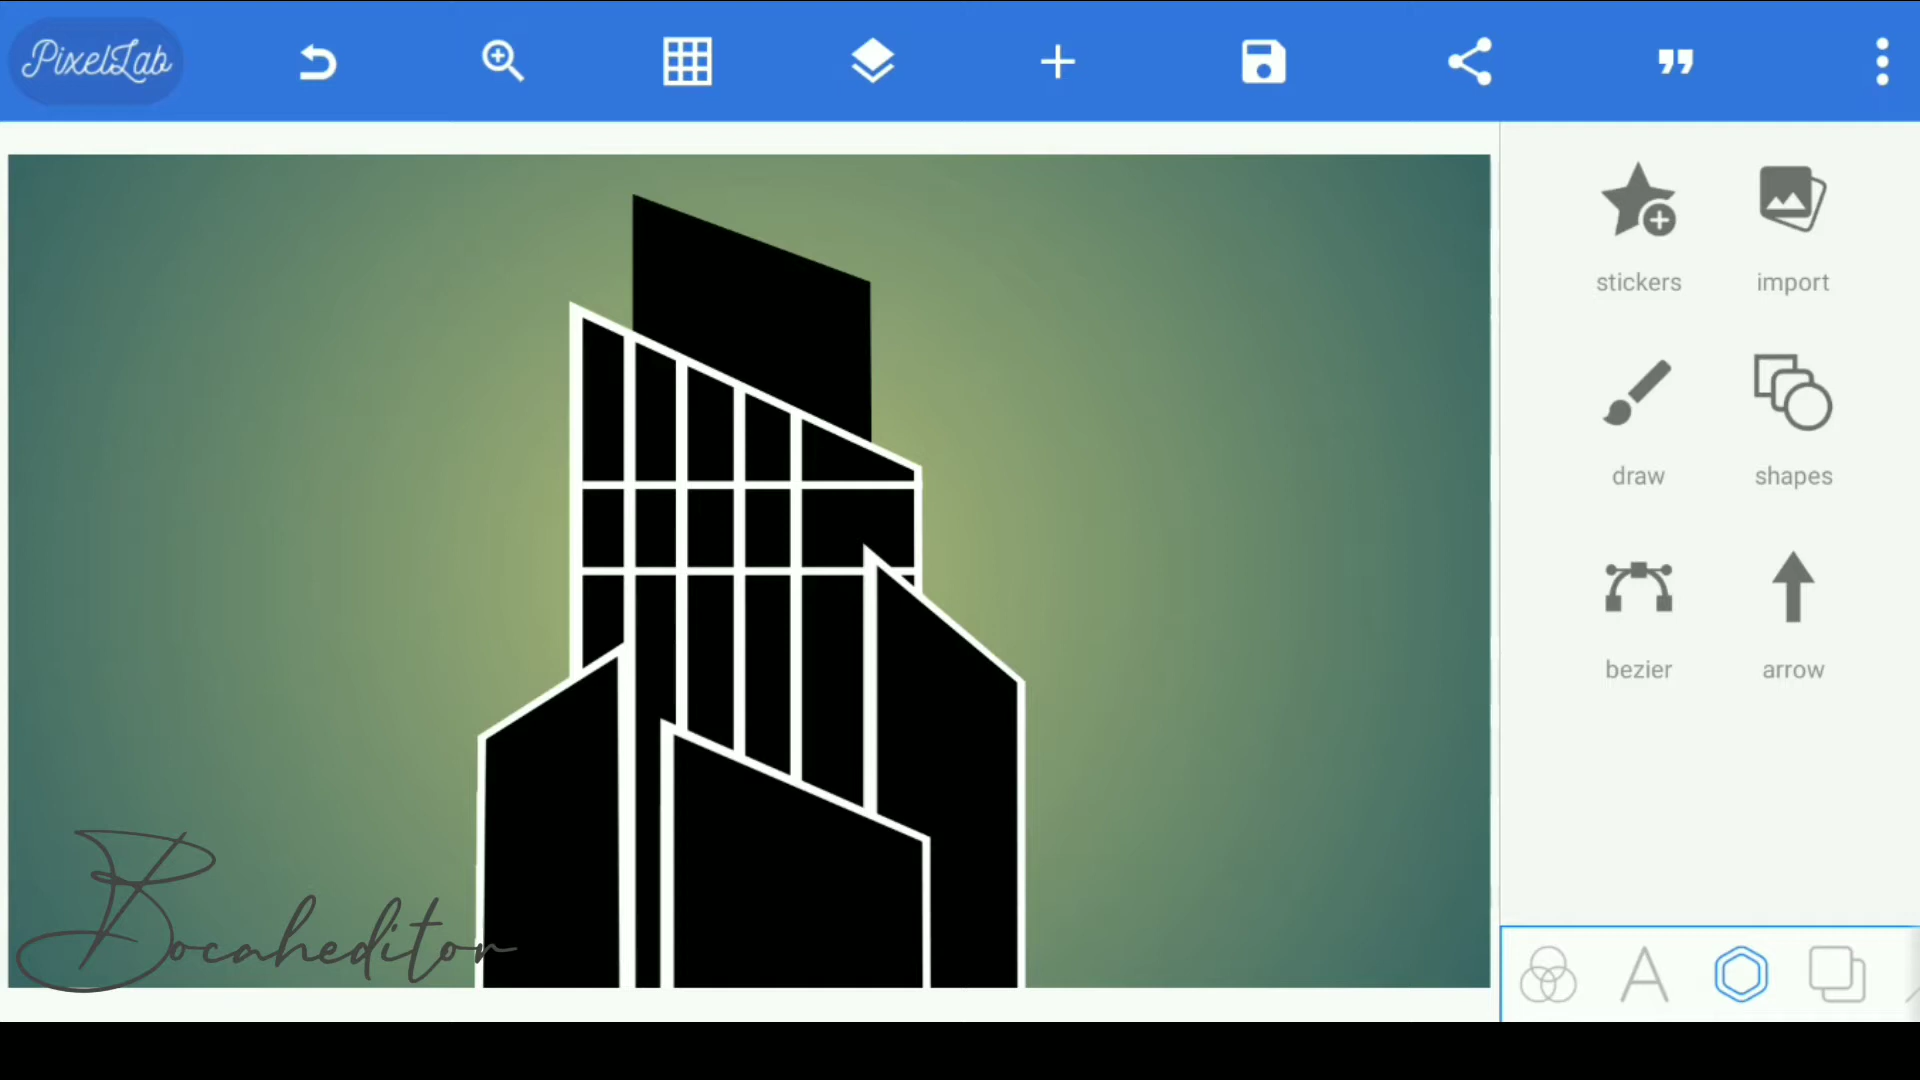 PixelLab
stickers import
draw shapes
bezier arrow
Bocaheditor